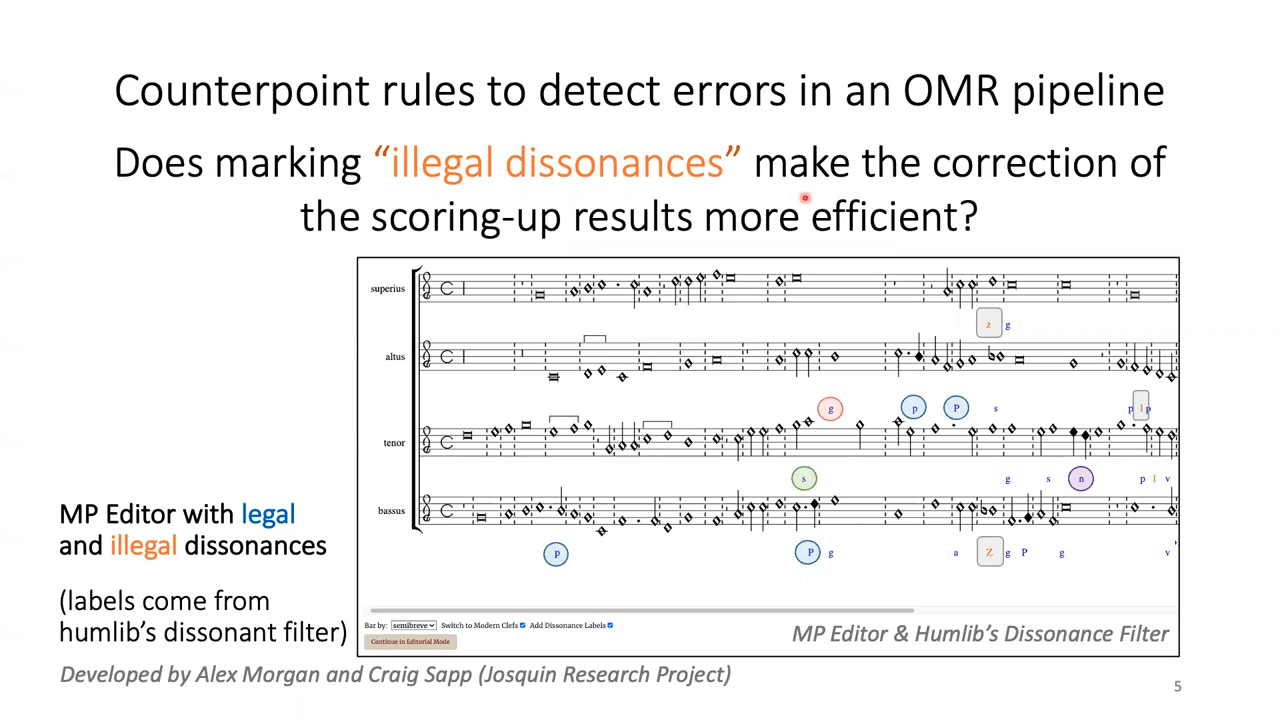 Counterpoint rules to detect errors in an OMR pipeline
Does marking “illegal dissonances” make the correction of
the scoring-up results more efficient?
superius
z g
altus
g p P s p l p
tenor
s g s n p l v
bassus
p P g a Z g P g v
Bar by: semibreve Switch to Modern Clefs Add Dissonance Labels
Continue in Editorial Mode
MP Editor & Humlib’s Dissonance Filter
MP Editor with legal
and illegal dissonances
(labels come from
humlib’s dissonant filter)
Developed by Alex Morgan and Craig Sapp (Josquin Research Project)
5